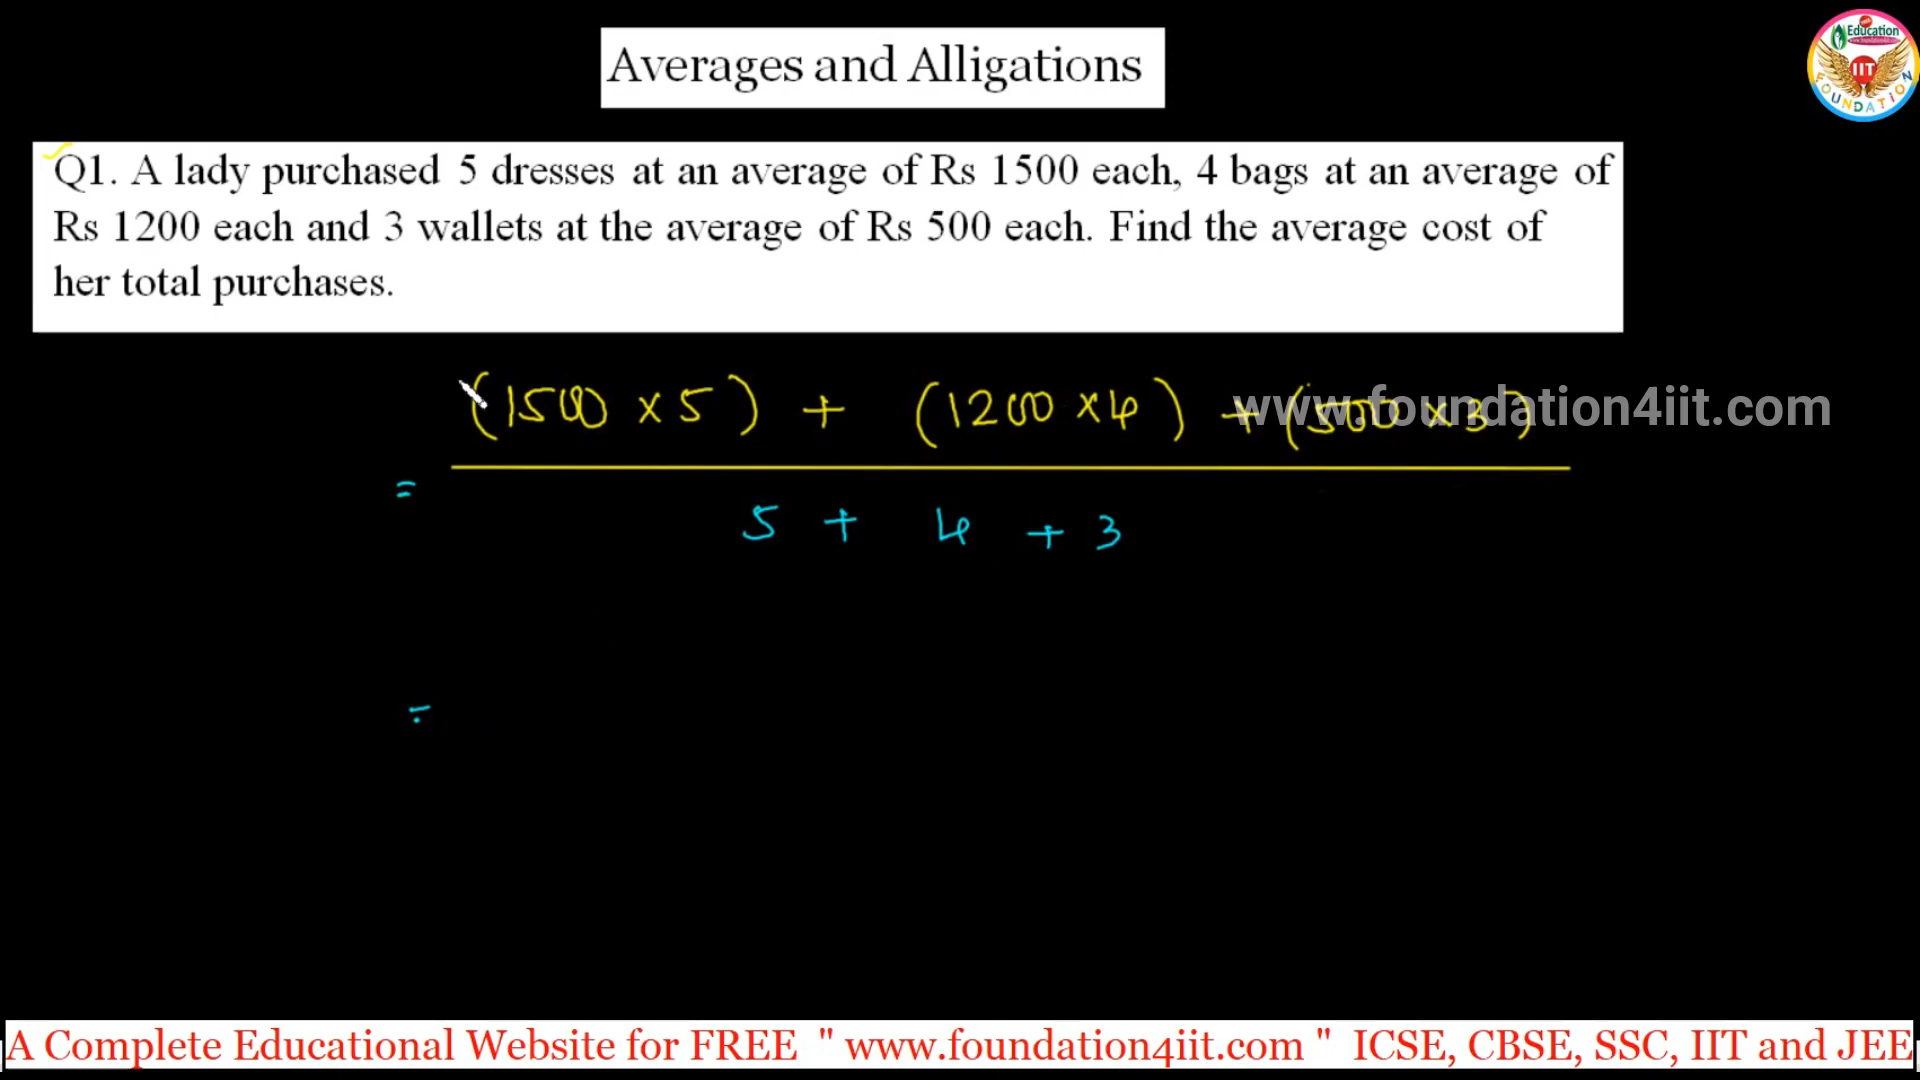 Averages and Alligations
Education
IIT
FOUNDATION
Q1. A lady purchased 5 dresses at an average of Rs 1500 each, 4 bags at an average of
Rs 1200 each and 3 wallets at the average of Rs 500 each. Find the average cost of
her total purchases.
(1500 × 5) + (1200 × 4) + (500 × 3)
www.foundation4iit.com
=
5 + 4 + 3
=
A Complete Educational Website for FREE " www.foundation4iit.com " ICSE, CBSE, SSC, IIT and JEE